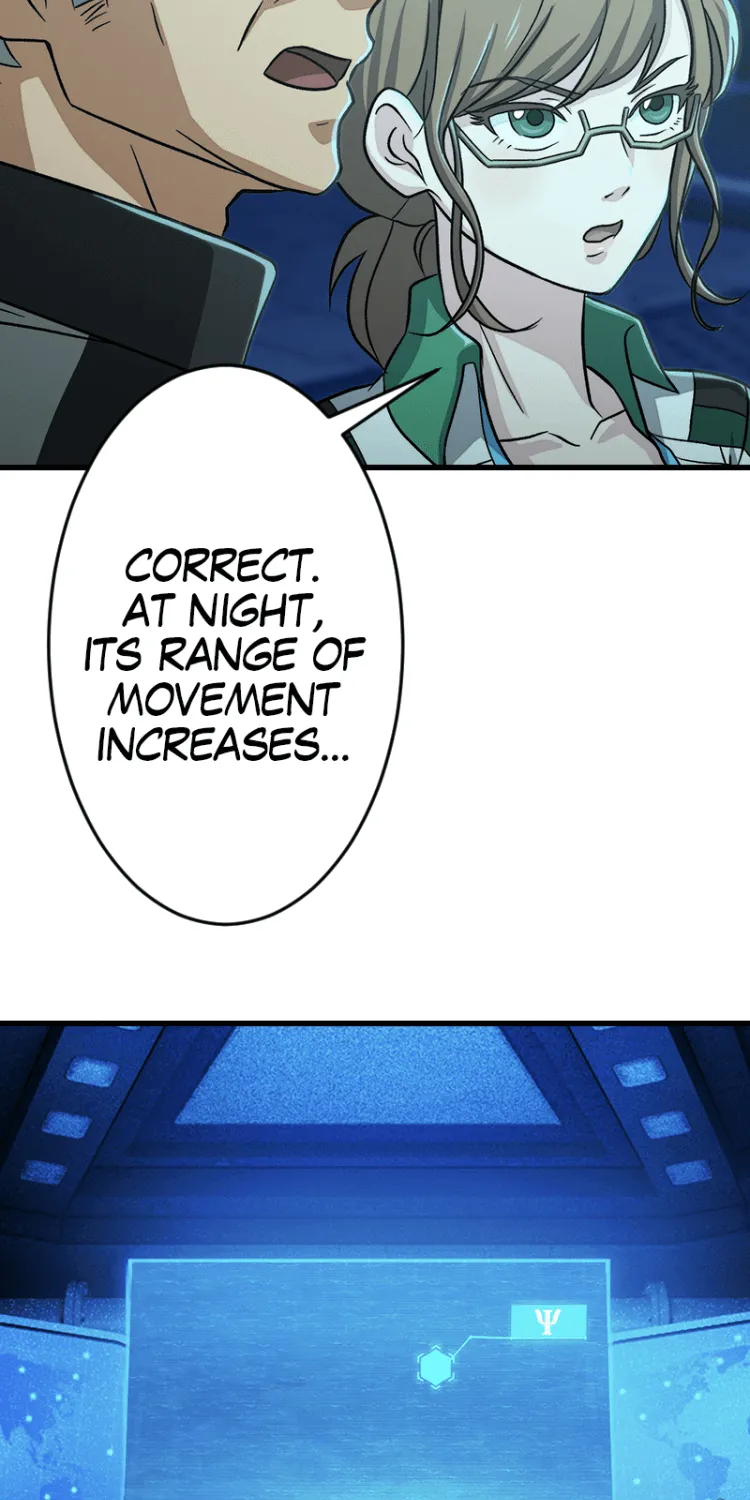 CORRECT.
AT NIGHT,
ITS RANGE OF
MOVEMENT
INCREASES...
Ψ